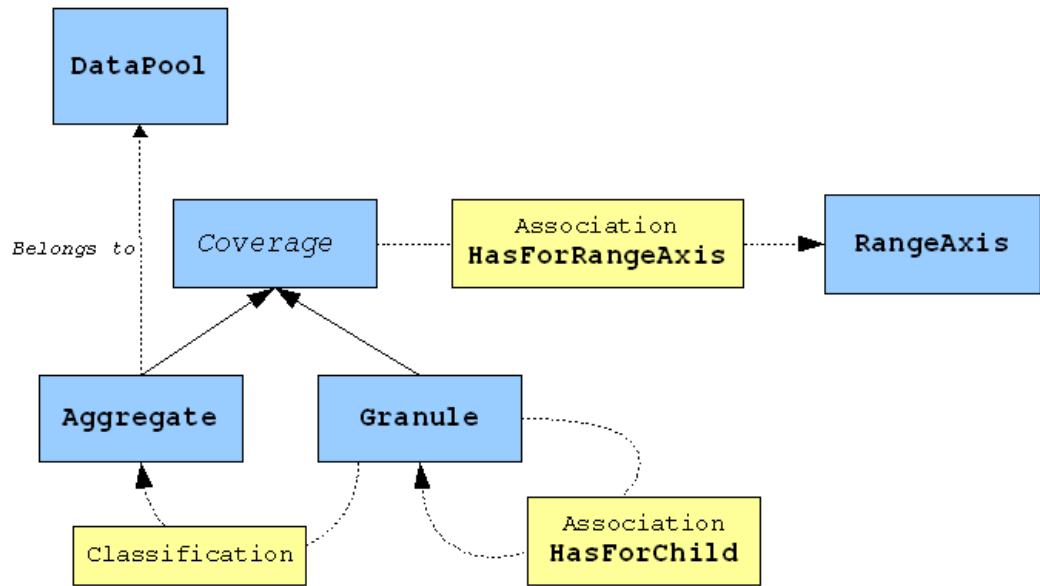 DataPool
Belongs to
Coverage
Association
HasForRangeAxis
RangeAxis
Aggregate
Granule
Classification
Association
HasForChild